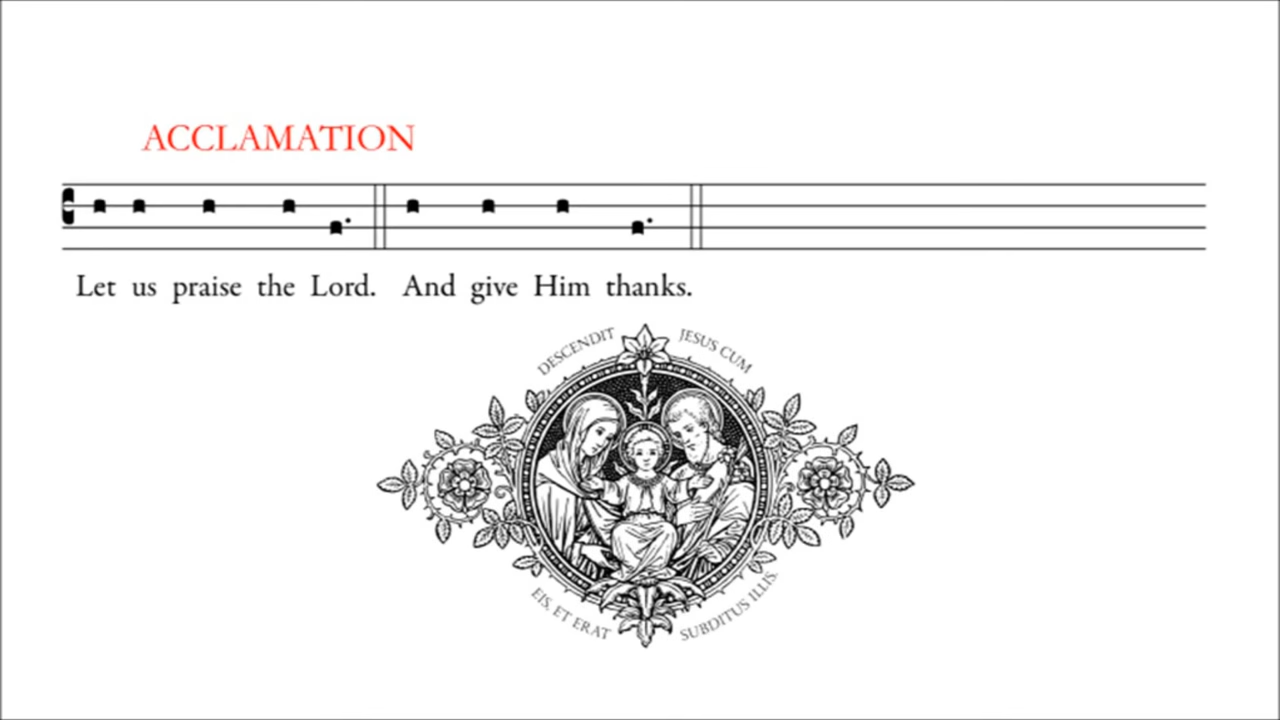 ACCLAMATION
Let us praise the Lord. And give Him thanks.
DESCENDIT JESUS CUM
EIS, ET ERAT SUBDITUS ILLIS.